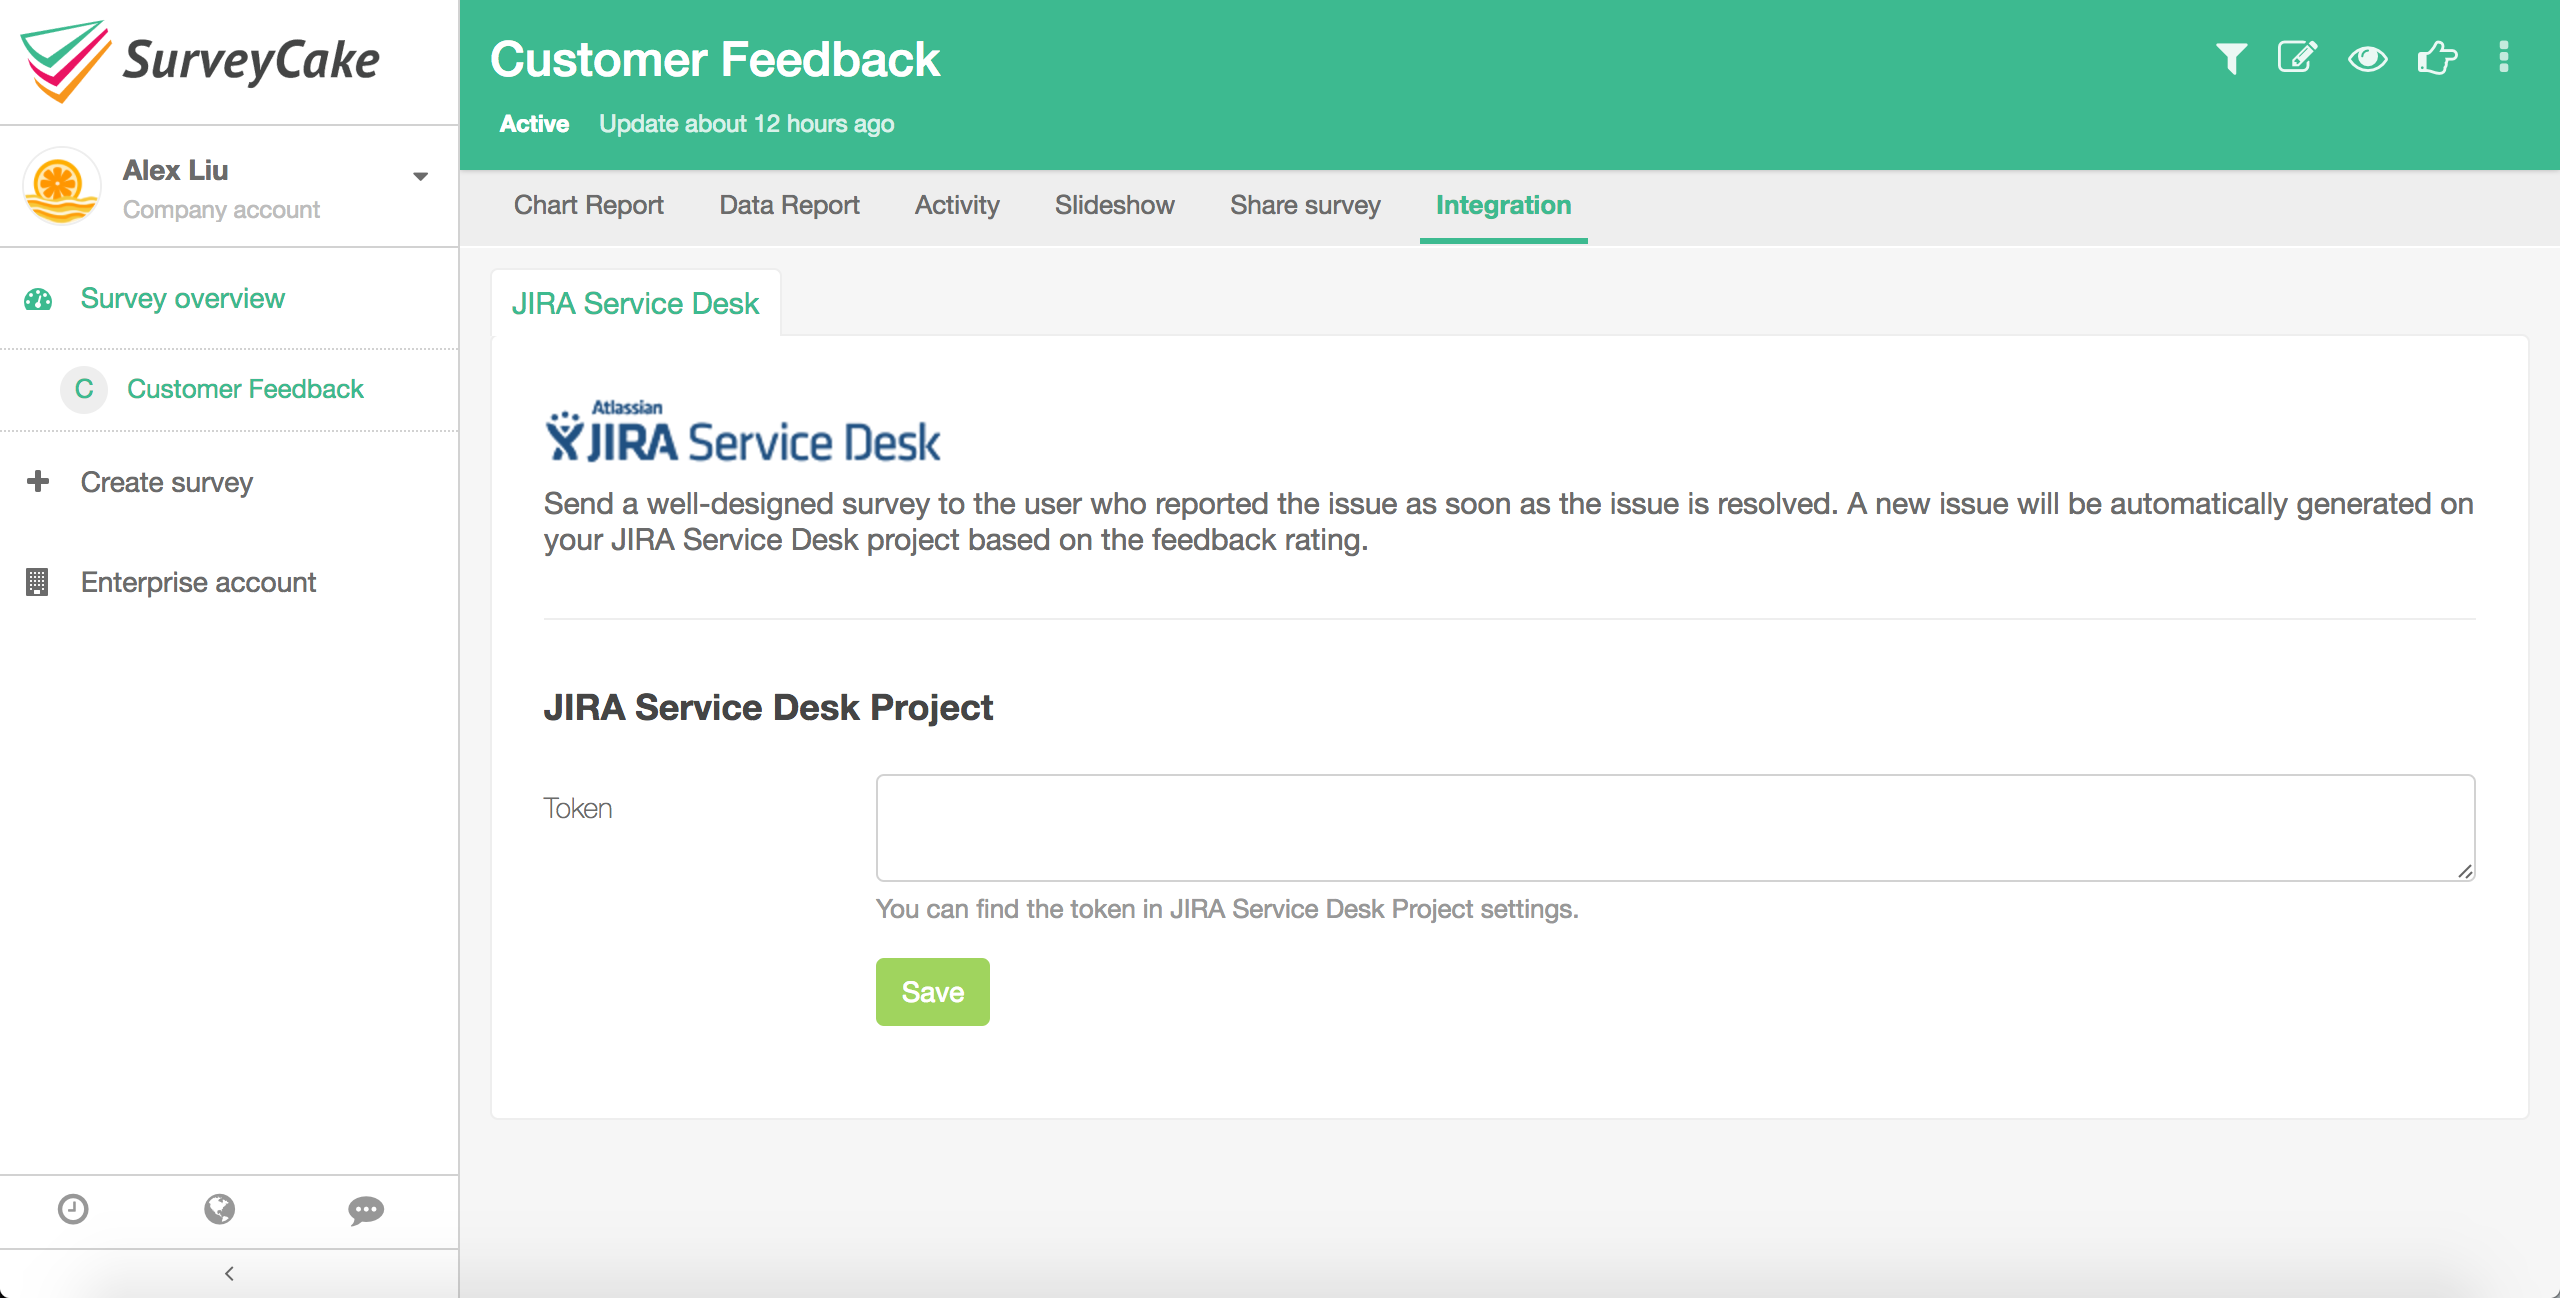 SurveyCake
Alex Liu
Company account
Survey overview
C Customer Feedback
Create survey
Enterprise account
Customer Feedback
Active Update about 12 hours ago
Chart Report Data Report Activity Slideshow Share survey Integration
JIRA Service Desk
Atlassian
JIRA Service Desk
Send a well-designed survey to the user who reported the issue as soon as the issue is resolved. A new issue will be automatically generated on
your JIRA Service Desk project based on the feedback rating.
JIRA Service Desk Project
Token
You can find the token in JIRA Service Desk Project settings.
Save